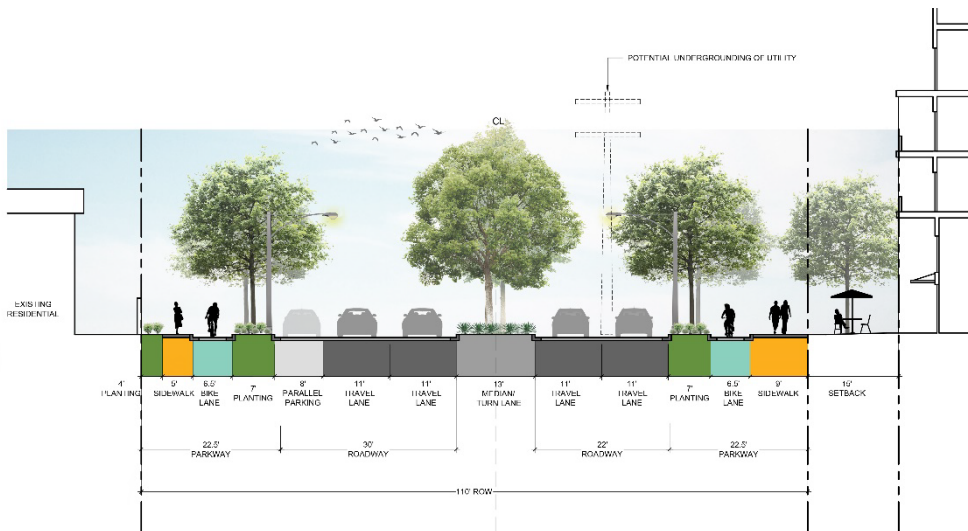 POTENTIAL UNDERGROUNDING OF UTILITY
CL
EXISTING
RESIDENTIAL
4'
PLANTING
5'
SIDEWALK
6.5'
BIKE
LANE
7'
PLANTING
8'
PARALLEL
PARKING
11'
TRAVEL
LANE
11'
TRAVEL
LANE
13'
MEDIAN/
TURN LANE
11'
TRAVEL
LANE
11'
TRAVEL
LANE
7'
PLANTING
6.5'
BIKE
LANE
9'
SIDEWALK
15'
SETBACK
22.5'
PARKWAY
30'
ROADWAY
22'
ROADWAY
22.5'
PARKWAY
110' ROW